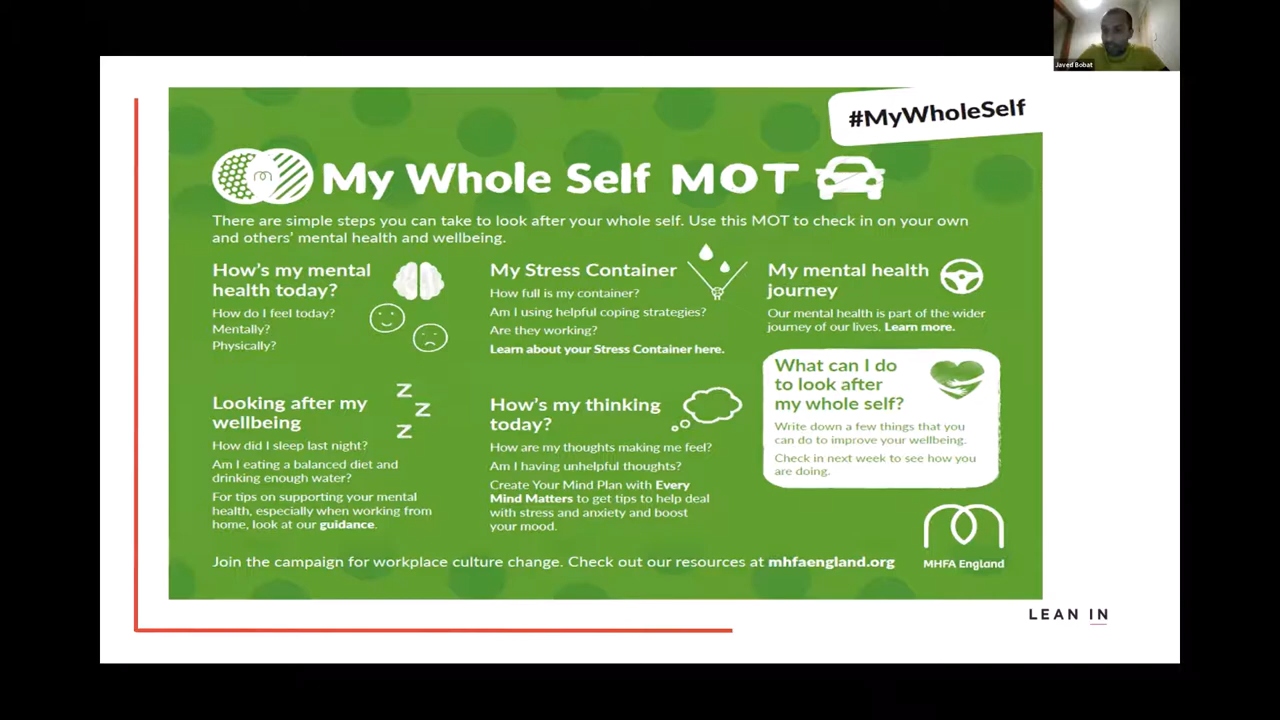 Javed Bobat
#MyWholeSelf
My Whole Self MOT
There are simple steps you can take to look after your whole self. Use this MOT to check in on your own
and others' mental health and wellbeing.
How's my mental
health today?
How do I feel today?
Mentally?
Physically?
My Stress Container
How full is my container?
Am I using helpful coping strategies?
Are they working?
Learn about your Stress Container here.
My mental health
journey
Our mental health is part of the wider
journey of our lives. Learn more.
Looking after my
wellbeing
How did I sleep last night?
Am I eating a balanced diet and
drinking enough water?
For tips on supporting your mental
health, especially when working from
home, look at our guidance.
Z
Z
Z
How's my thinking
today?
How are my thoughts making me feel?
Am I having unhelpful thoughts?
Create Your Mind Plan with Every
Mind Matters to get tips to help deal
with stress and anxiety and boost
your mood.
What can I do
to look after
my whole self?
Write down a few things that you
can do to improve your wellbeing.
Check in next week to see how you
are doing.
Join the campaign for workplace culture change. Check out our resources at mhfaengland.org
MHFA England
LEAN IN